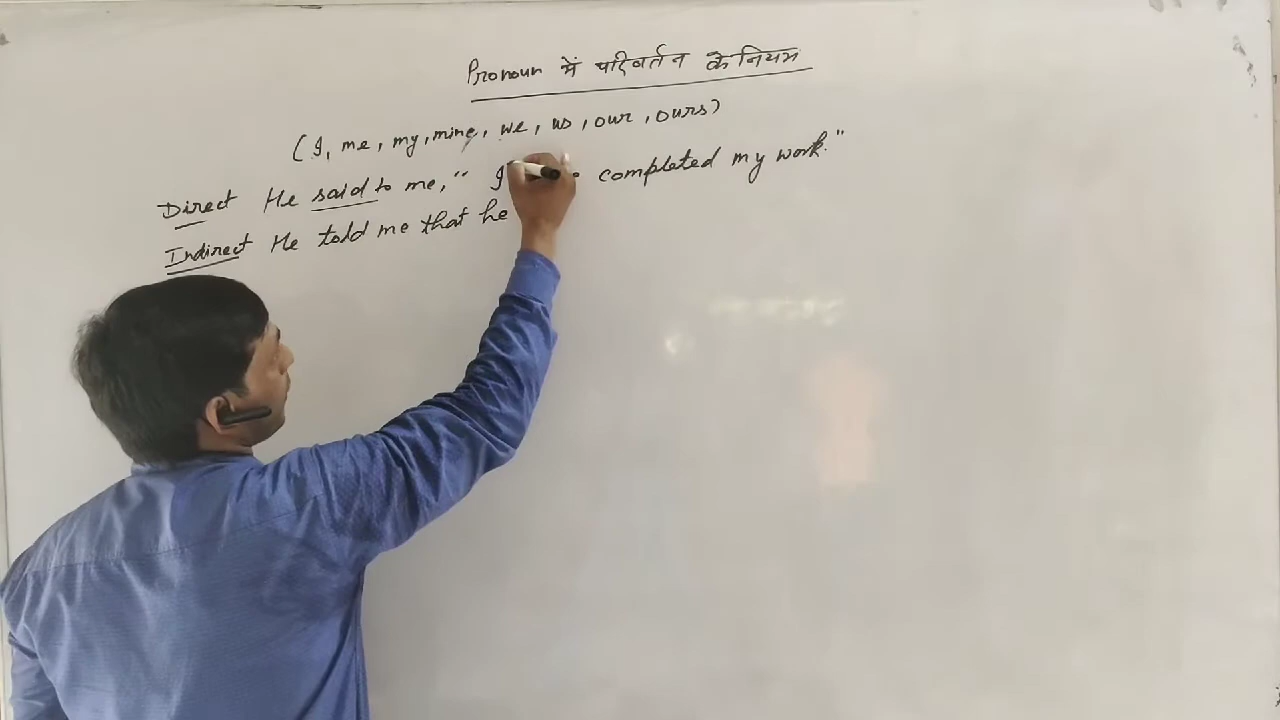 Pronoun में परिवर्तन के नियम
(I, me, my, mine, we, us, our, ours)
Direct He said to me, " I completed my work."
Indirect He told me that he